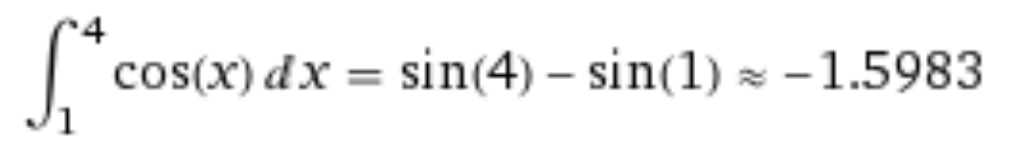 ∫₁⁴ cos(x) dx = sin(4) − sin(1) ≈ −1.5983